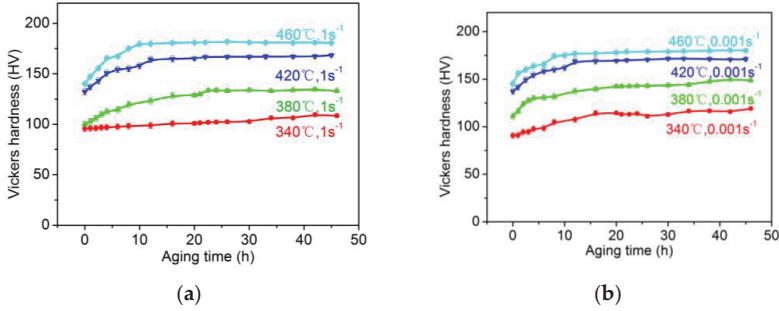 200
150
100
50
0
Vickers hardness (HV)
460℃,1s⁻¹
420℃,1s⁻¹
380℃,1s⁻¹
340℃,1s⁻¹
0 10 20 30 40 50
Aging time (h)
(a)
200
150
100
50
0
Vickers hardness (HV)
460℃,0.001s⁻¹
420℃,0.001s⁻¹
380℃,0.001s⁻¹
340℃,0.001s⁻¹
0 10 20 30 40 50
Aging time (h)
(b)